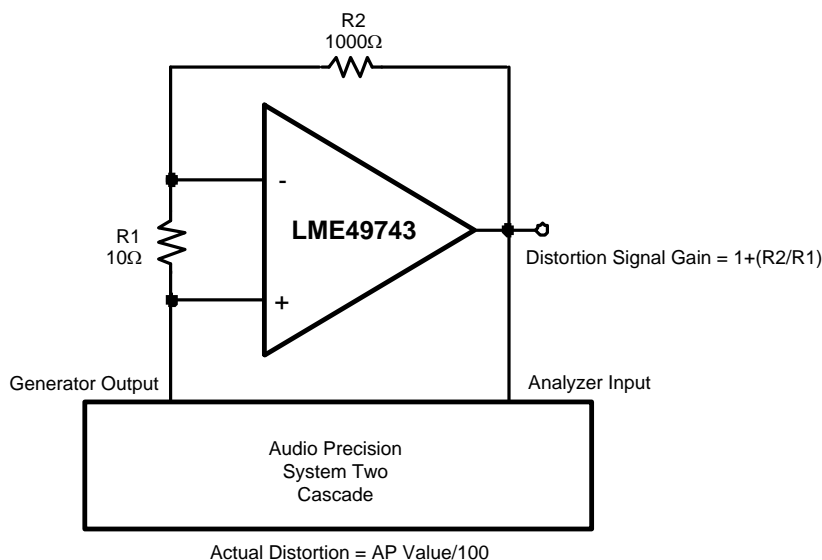 R2
1000Ω
-
LME49743
R1
10Ω
+
Distortion Signal Gain = 1+(R2/R1)
Generator Output
Analyzer Input
Audio Precision
System Two
Cascade
Actual Distortion = AP Value/100